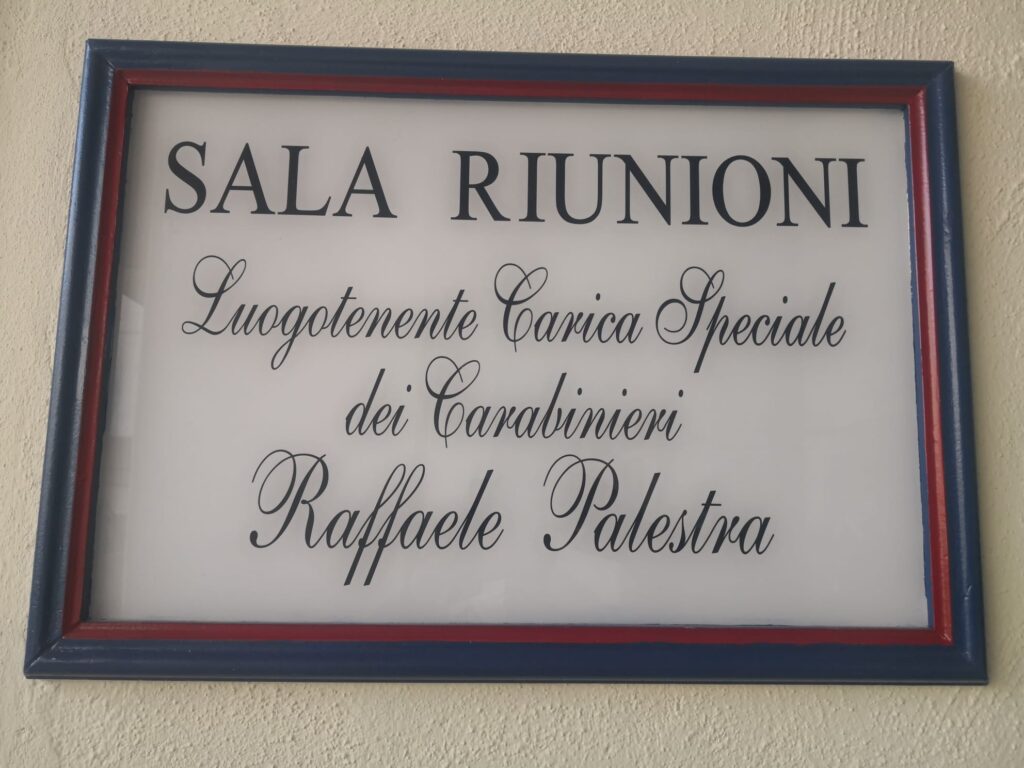 SALA RIUNIONI
Luogotenente Carica Speciale
dei Carabinieri
Raffaele Palestra